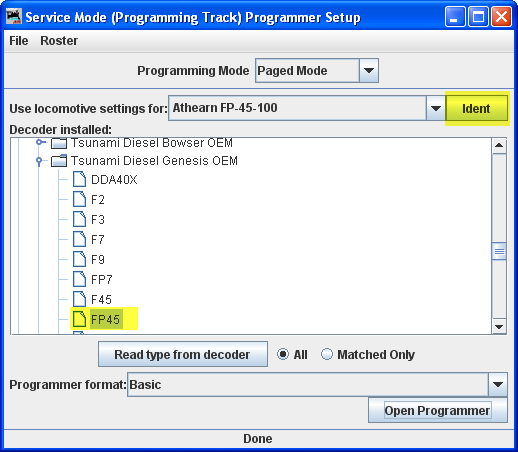 Service Mode (Programming Track) Programmer Setup
File Roster
Programming Mode Paged Mode
Use locomotive settings for: Athearn FP-45-100 Ident
Decoder installed:
Tsunami Diesel Bowser OEM
Tsunami Diesel Genesis OEM
DDA40X
F2
F3
F7
F9
FP7
F45
FP45
Read type from decoder All Matched Only
Programmer format: Basic
Open Programmer
Done